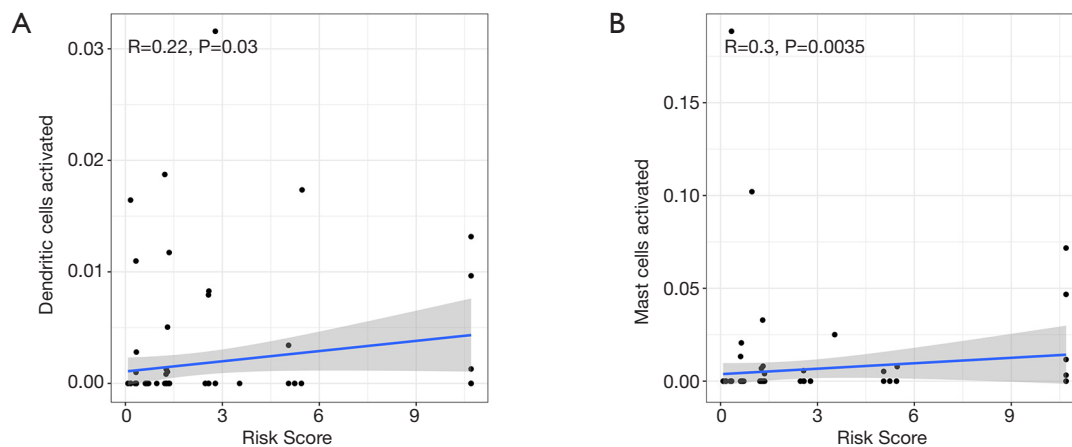 A
R=0.22, P=0.03
Dendritic cells activated
0.03
0.02
0.01
0.00
0
3
6
9
Risk Score
B
R=0.3, P=0.0035
Mast cells activated
0.15
0.10
0.05
0.00
0
3
6
9
Risk Score